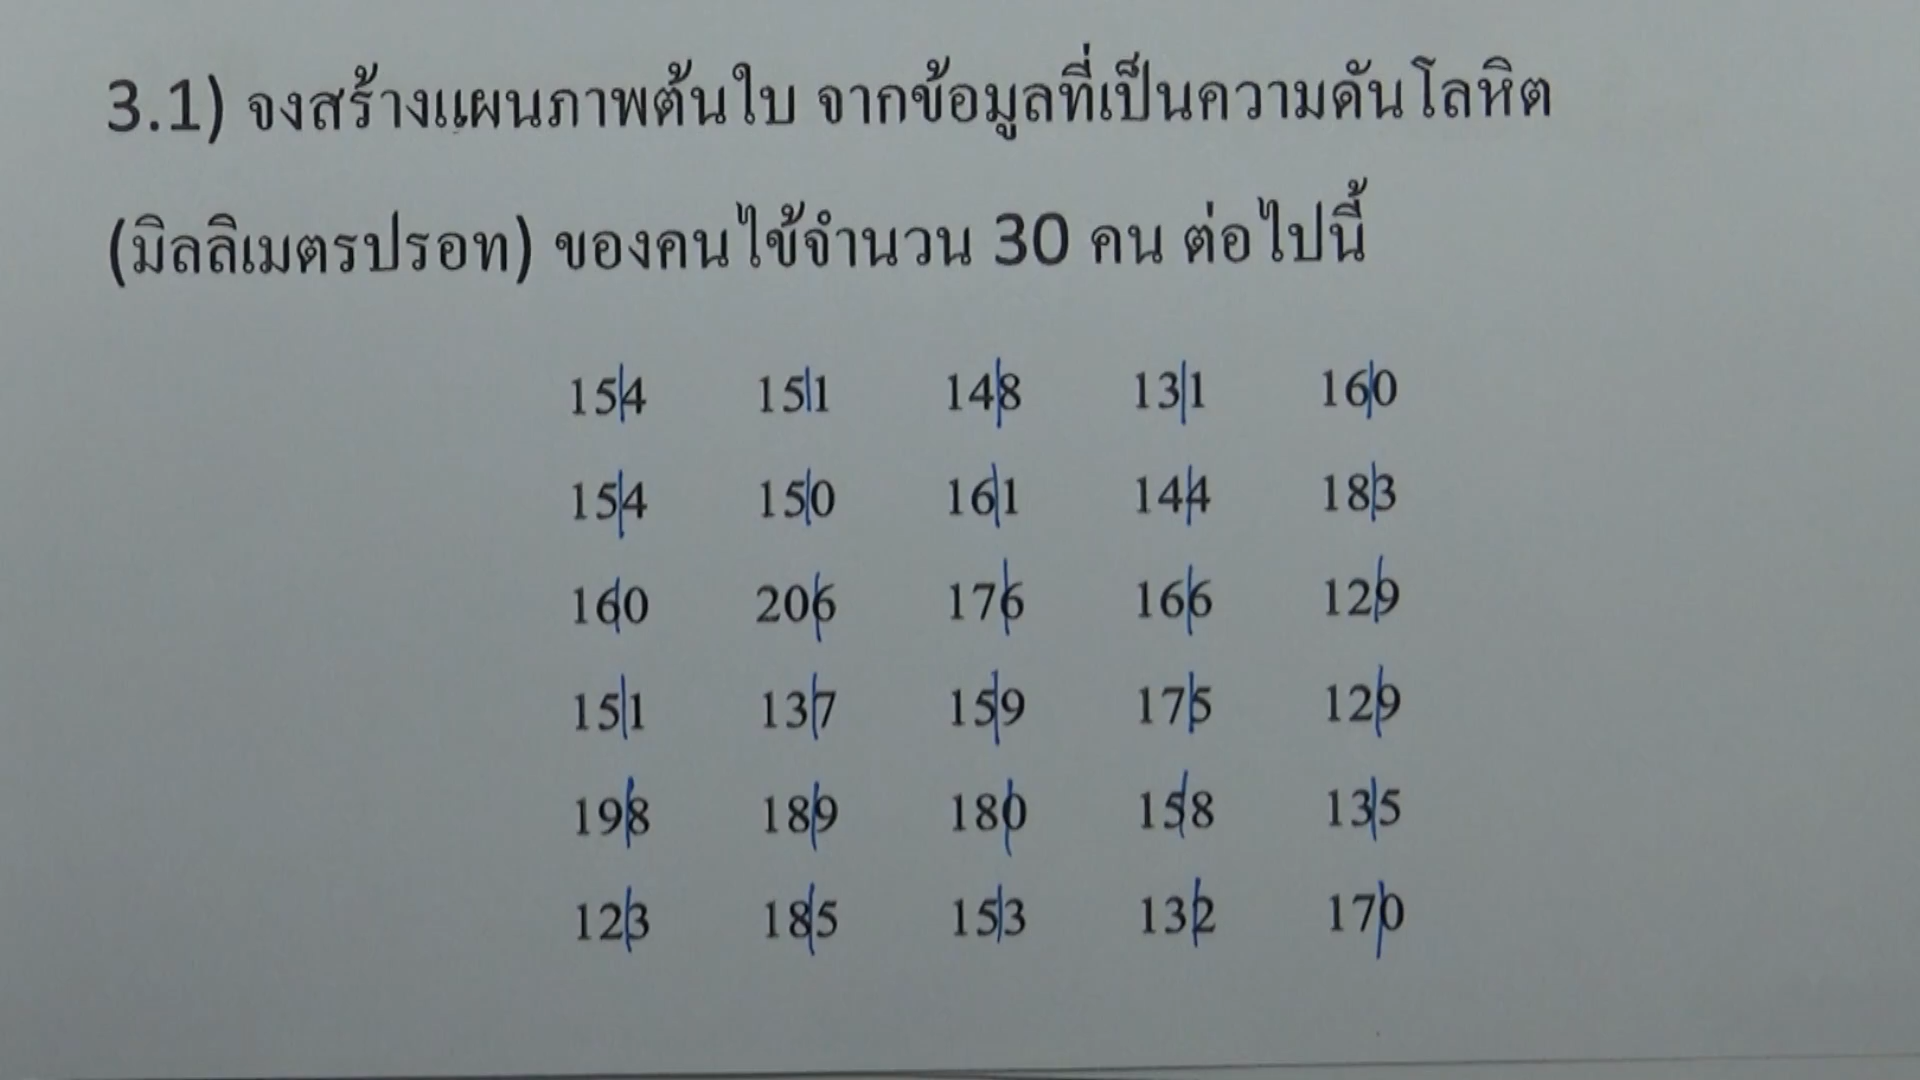 3.1) จงสร้างแผนภาพต้นใบ จากข้อมูลที่เป็นความดันโลหิต
(มิลลิเมตรปรอท) ของคนไข้จำนวน 30 คน ต่อไปนี้
154 151 148 131 160
154 150 161 144 183
160 206 176 166 129
151 137 159 175 129
198 189 180 158 135
123 185 153 132 170